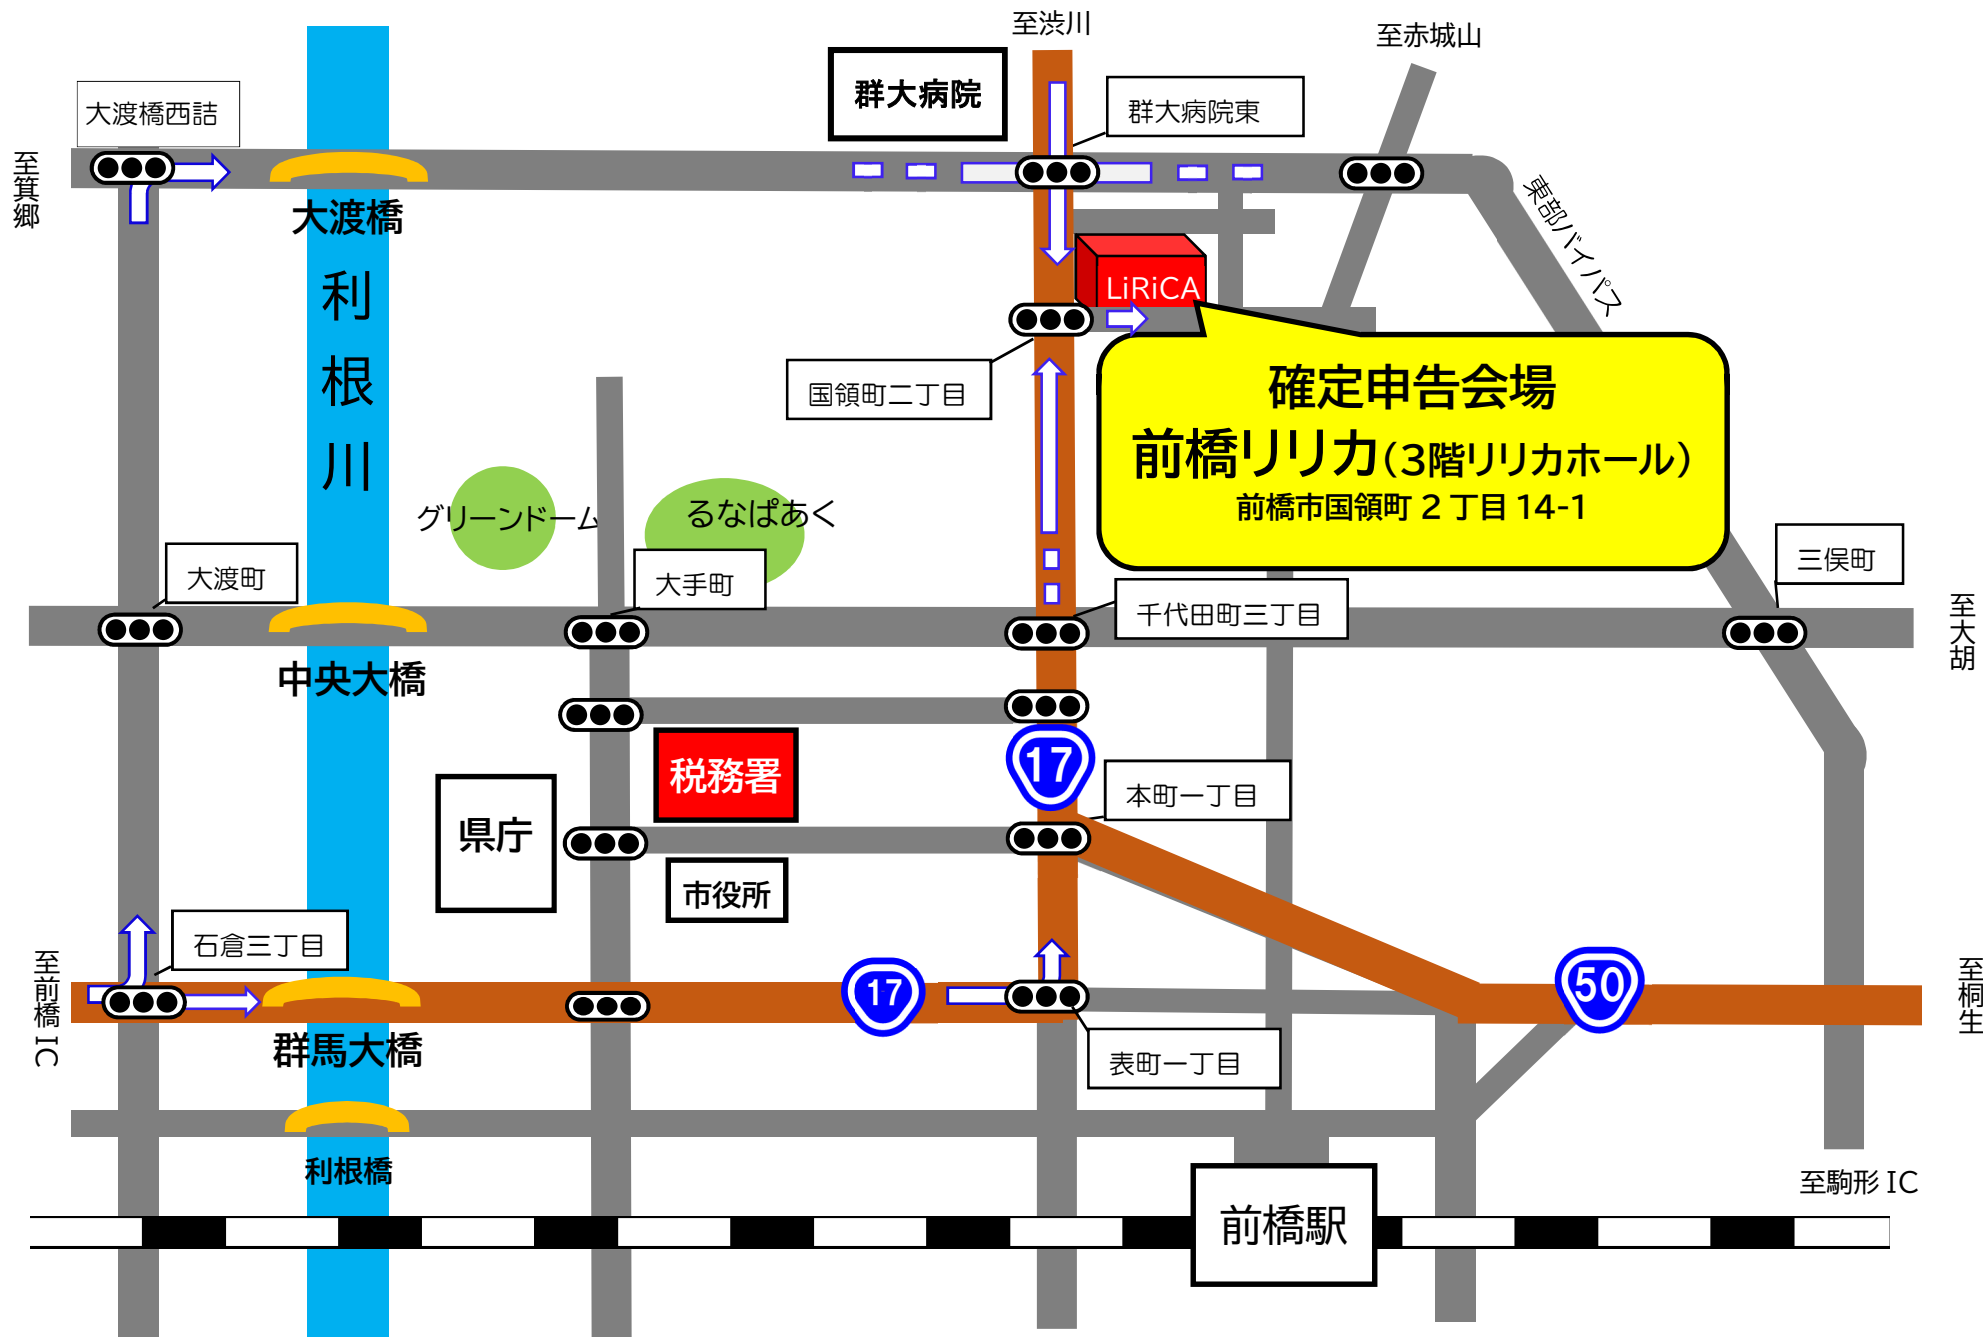 至渋川
至赤城山
群大病院
大渡橋西詰
群大病院東
至箕郷
東部バイパス
大渡橋
利根川
LiRiCA
国領町二丁目
確定申告会場
前橋リリカ(3階リリカホール)
前橋市国領町 2 丁目 14-1
グリーンドーム
るなぱあく
大渡町
大手町
千代田町三丁目
三俣町
至大胡
中央大橋
税務署
17
本町一丁目
県庁
市役所
石倉三丁目
至前橋 IC
17
50
至桐生
群馬大橋
表町一丁目
利根橋
至駒形 IC
前橋駅